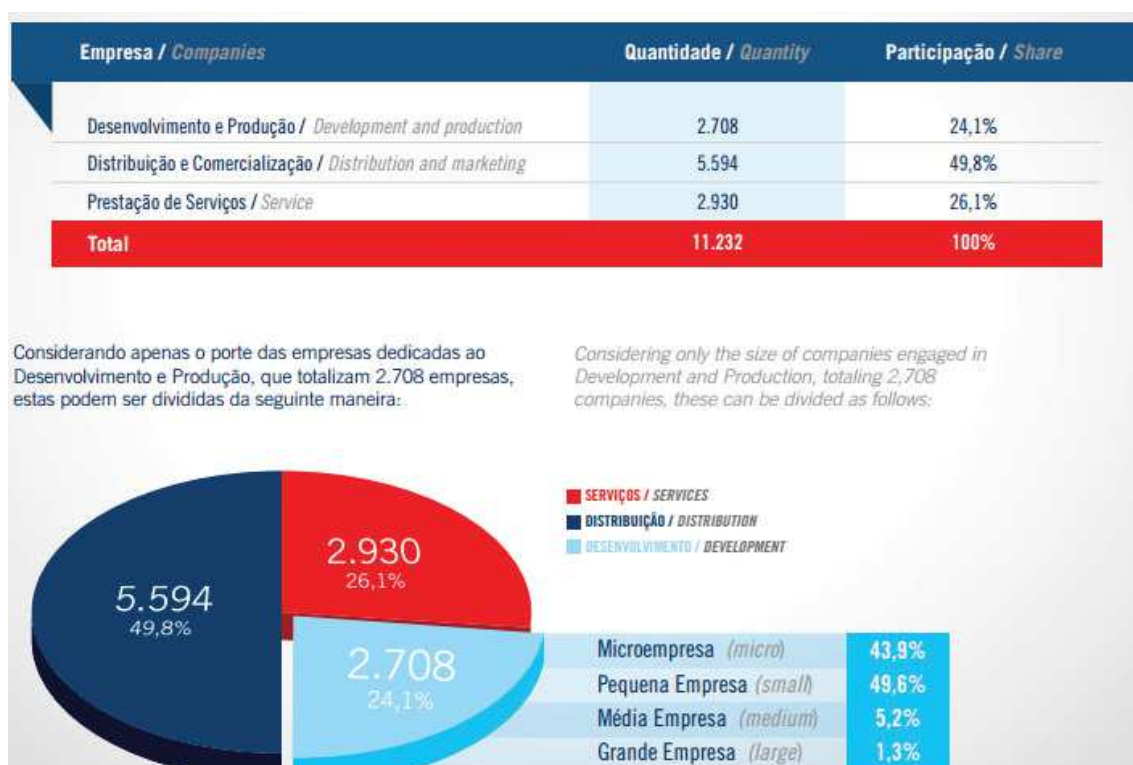 Empresa / Companies Quantidade / Quantity Participação / Share
Desenvolvimento e Produção / Development and production 2.708 24,1%
Distribuição e Comercialização / Distribution and marketing 5.594 49,8%
Prestação de Serviços / Service 2.930 26,1%
Total 11.232 100%
Considerando apenas o porte das empresas dedicadas ao
Desenvolvimento e Produção, que totalizam 2.708 empresas,
estas podem ser divididas da seguinte maneira:
Considering only the size of companies engaged in
Development and Production, totaling 2,708
companies, these can be divided as follows:
SERVIÇOS / SERVICES
DISTRIBUIÇÃO / DISTRIBUTION
DESENVOLVIMENTO / DEVELOPMENT
2.930
26,1%
5.594
49,8%
2.708
24,1%
Microempresa (micro) 43,9%
Pequena Empresa (small) 49,6%
Média Empresa (medium) 5,2%
Grande Empresa (large) 1,3%